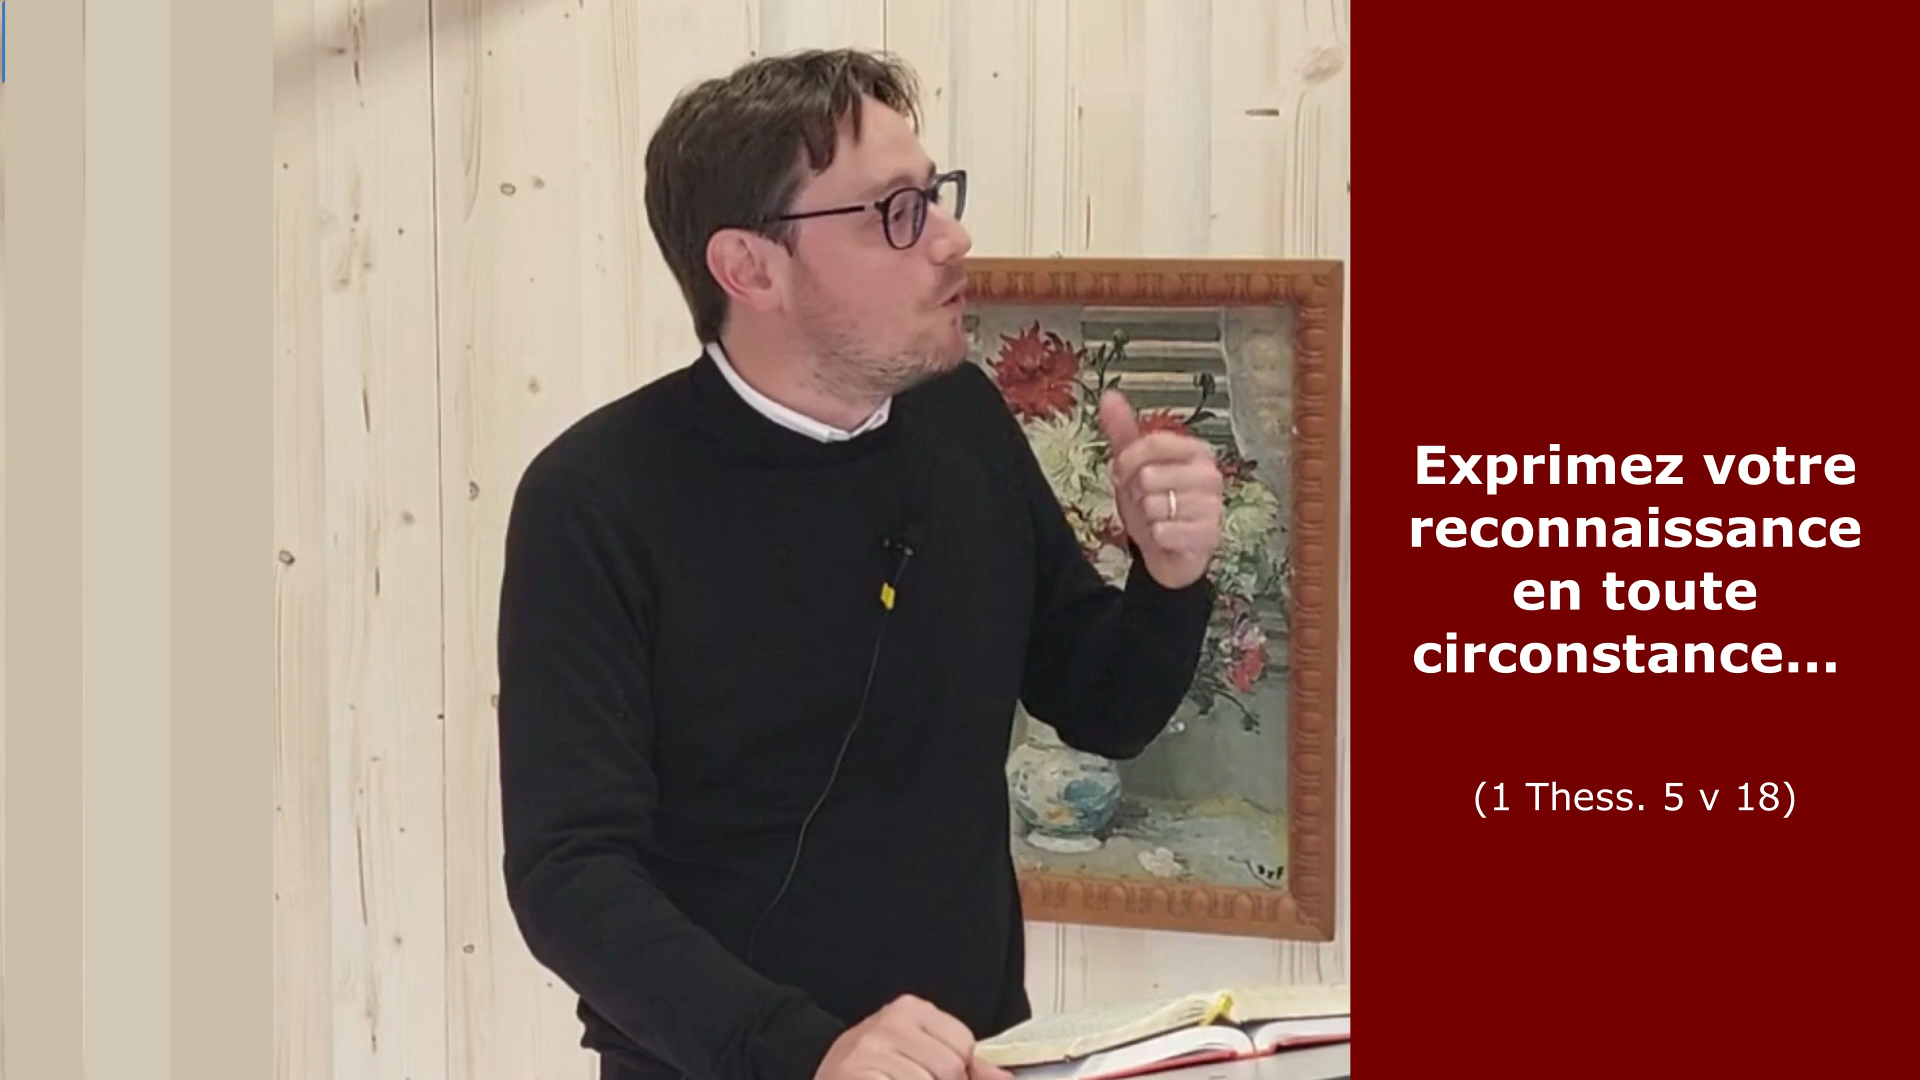 Exprimez votre
reconnaissance
en toute
circonstance...
(1 Thess. 5 v 18)